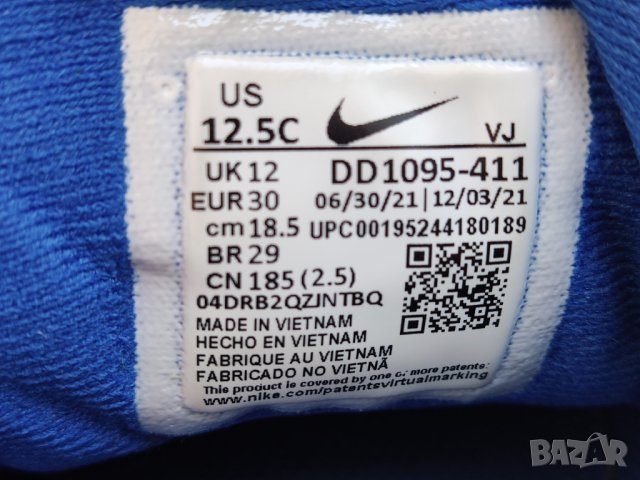 US
12.5C
VJ
UK 12
DD1095-411
EUR 30
06/30/21 | 12/03/21
cm 18.5
UPC00195244180189
BR 29
CN 185 (2.5)
04DRB2QZJNTBQ
MADE IN VIETNAM
HECHO EN VIETNAM
FABRIQUE AU VIETNAM
FABRICADO NO VIETNÃ
This product is covered by one or more patents:
www.nike.com/patentsvirtualmarking
BAZAR